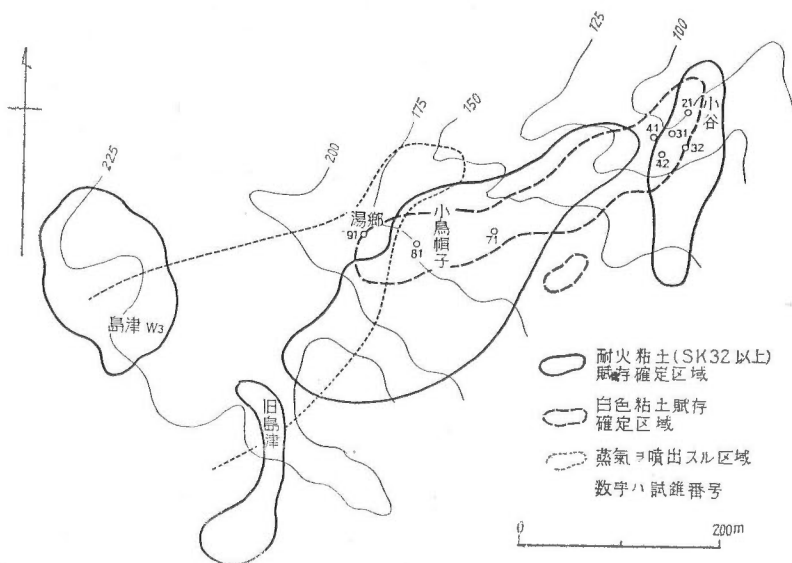 125
100
175
150
200
225
小谷
21
41
31
32
42
湯郷
91
小烏帽子
81
71
島津 W3
旧島津
耐火粘土(SK32以上)
賦存確定区域
白色粘土賦存
確定区域
蒸氣ヲ噴出スル区域
数字ハ試錐番号
0
200m